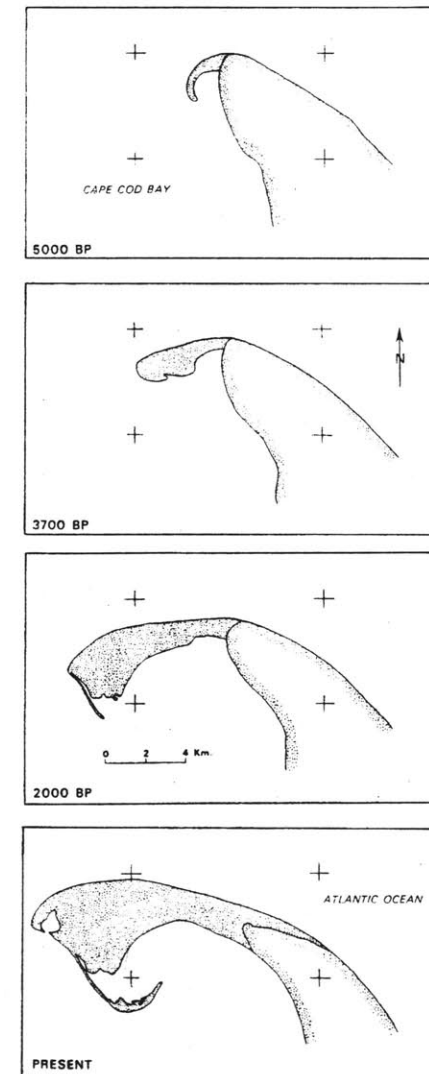 CAPE COD BAY
5000 BP
N
3700 BP
0 2 4 Km.
2000 BP
ATLANTIC OCEAN
PRESENT